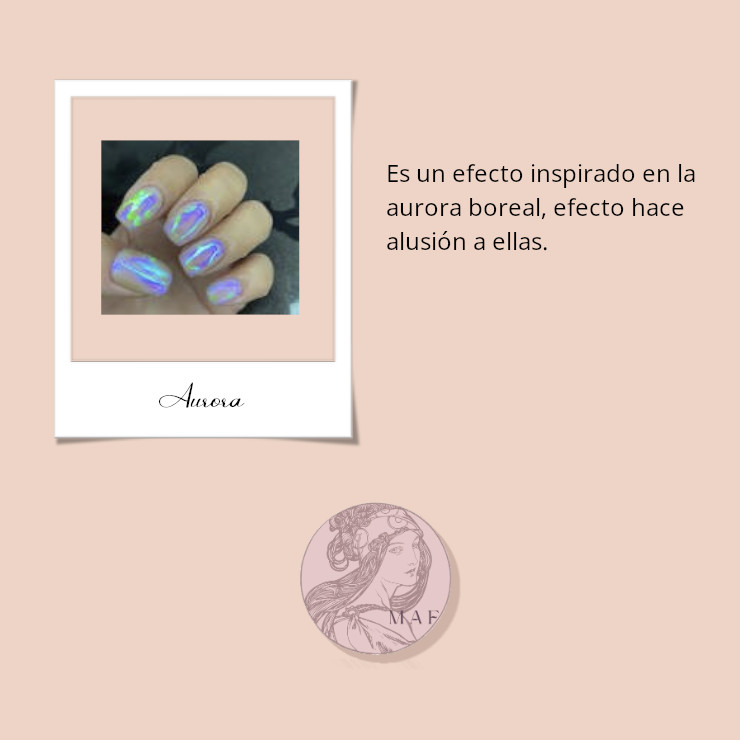 Es un efecto inspirado en la
aurora boreal, efecto hace
alusión a ellas.
Aurora
MAE